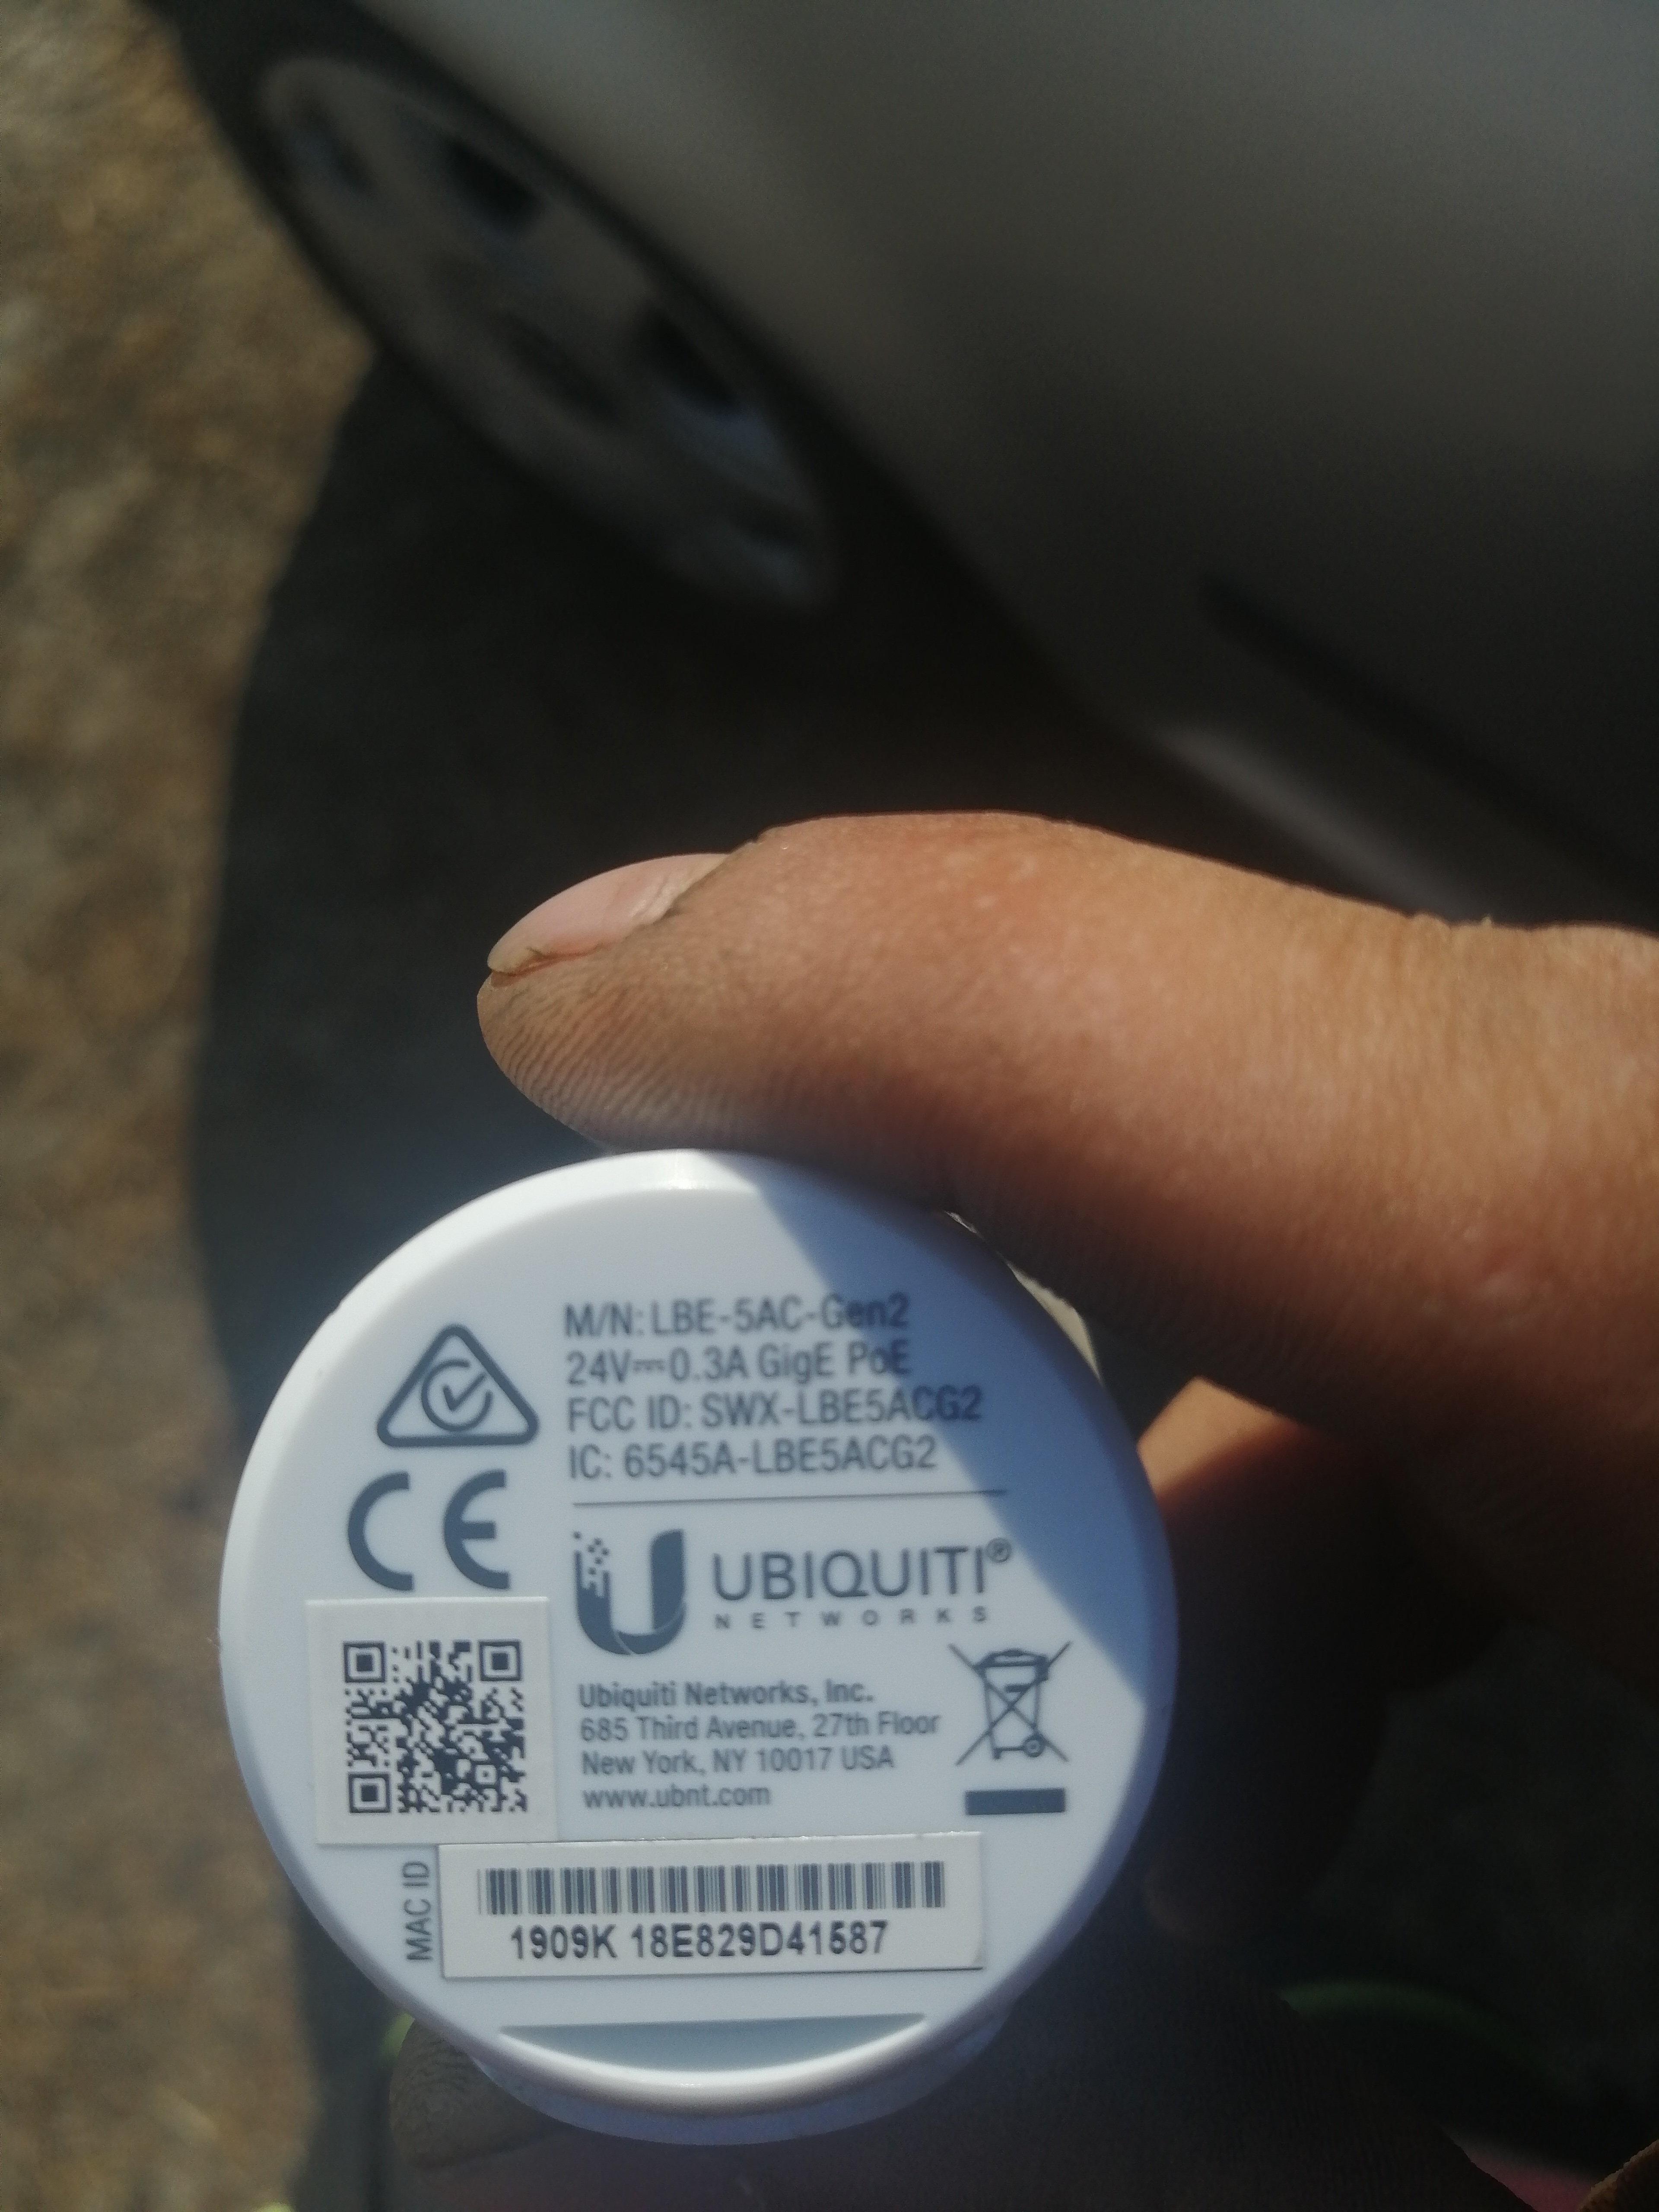 M/N: LBE-5AC-Gen2
24V⎓0.3A GigE PoE
FCC ID: SWX-LBE5ACG2
IC: 6545A-LBE5ACG2
CE
UBIQUITI®
NETWORKS
Ubiquiti Networks, Inc.
685 Third Avenue, 27th Floor
New York, NY 10017 USA
www.ubnt.com
MAC ID
1909K 18E829D41587